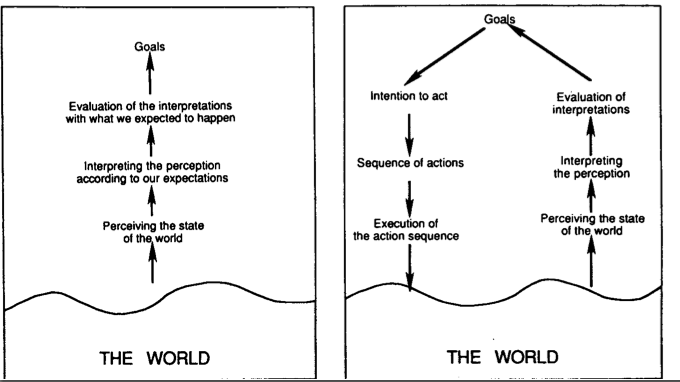 Goals
Evaluation of the interpretations
with what we expected to happen
Interpreting the perception
according to our expectations
Perceiving the state
of the world
THE WORLD
Goals
Intention to act
Sequence of actions
Execution of
the action sequence
Evaluation of
interpretations
Interpreting
the perception
Perceiving the state
of the world
THE WORLD